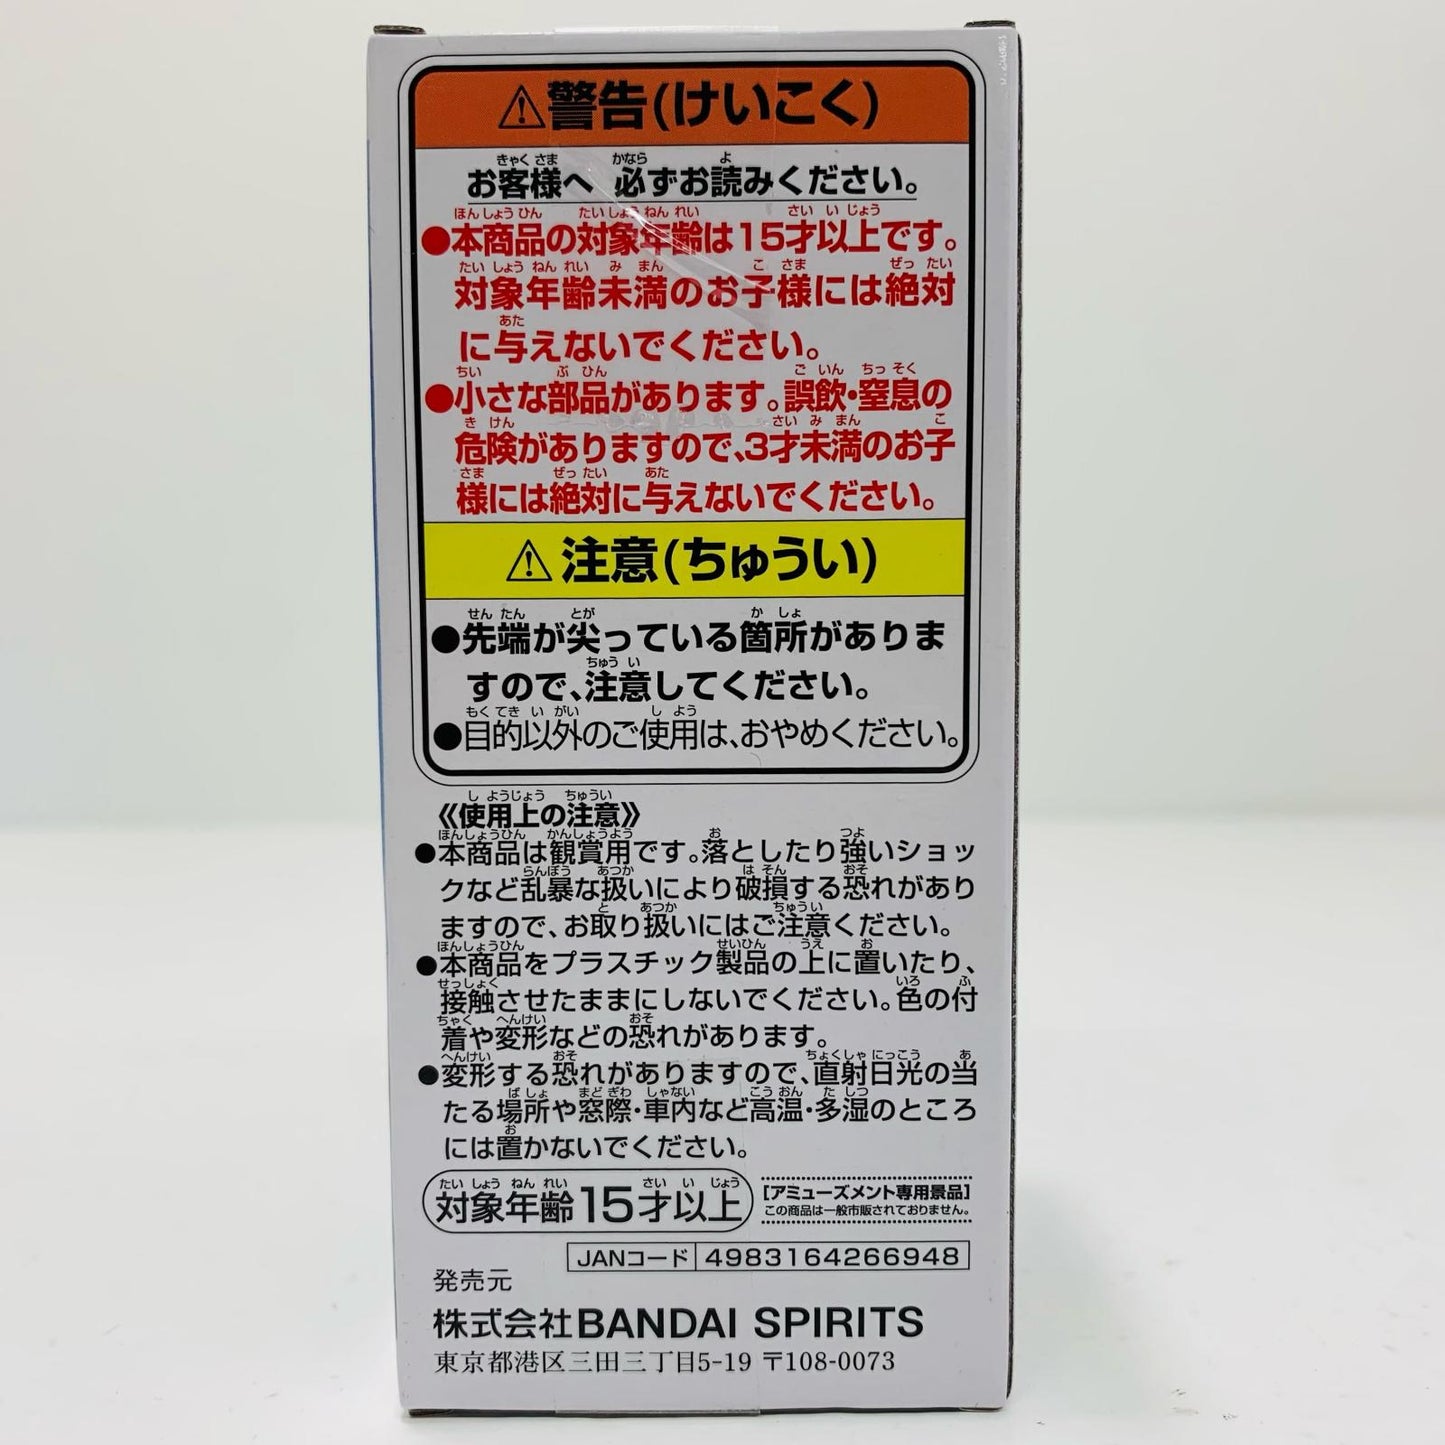 ⚠警告(けいこく)
お客様へ 必ずお読みください。
●本商品の対象年齢は15才以上です。
対象年齢未満のお子様には絶対
に与えないでください。
●小さな部品があります。誤飲・窒息の
危険がありますので、3才未満のお子
様には絶対に与えないでください。
⚠注意(ちゅうい)
●先端が尖っている箇所がありま
すので、注意してください。
●目的以外のご使用は、おやめください。
《使用上の注意》
●本商品は観賞用です。落としたり強いショッ
クなど乱暴な扱いにより破損する恐れがあり
ますので、お取り扱いにはご注意ください。
●本商品をプラスチック製品の上に置いたり、
接触させたままにしないでください。色の付
着や変形などの恐れがあります。
●変形する恐れがありますので、直射日光の当
たる場所や窓際・車内など高温・多湿のところ
には置かないでください。
対象年齢15才以上
[アミューズメント専用景品]
この商品は一般市販されておりません。
JANコード 4983164266948
発売元
株式会社BANDAI SPIRITS
東京都港区三田三丁目5-19 〒108-0073